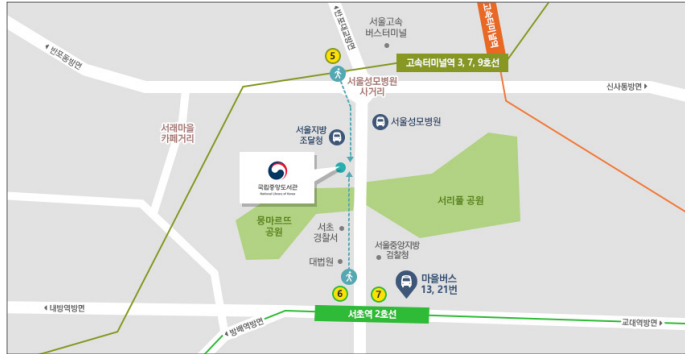 ◀ 반포동방면
반포대교방면
서울고속
버스터미널
고속터미널역
5
고속터미널역 3, 7, 9호선
서울성모병원
사거리
신사동방면 ▶
서래마을
카페거리
서울지방
조달청
서울성모병원
국립중앙도서관
National Library of Korea
몽마르뜨
공원
서리풀 공원
서초
경찰서
서울중앙지방
검찰청
대법원
마을버스
13, 21번
6
7
◀ 내방역방면
◀ 방배역방면
서초역 2호선
교대역방면 ▶